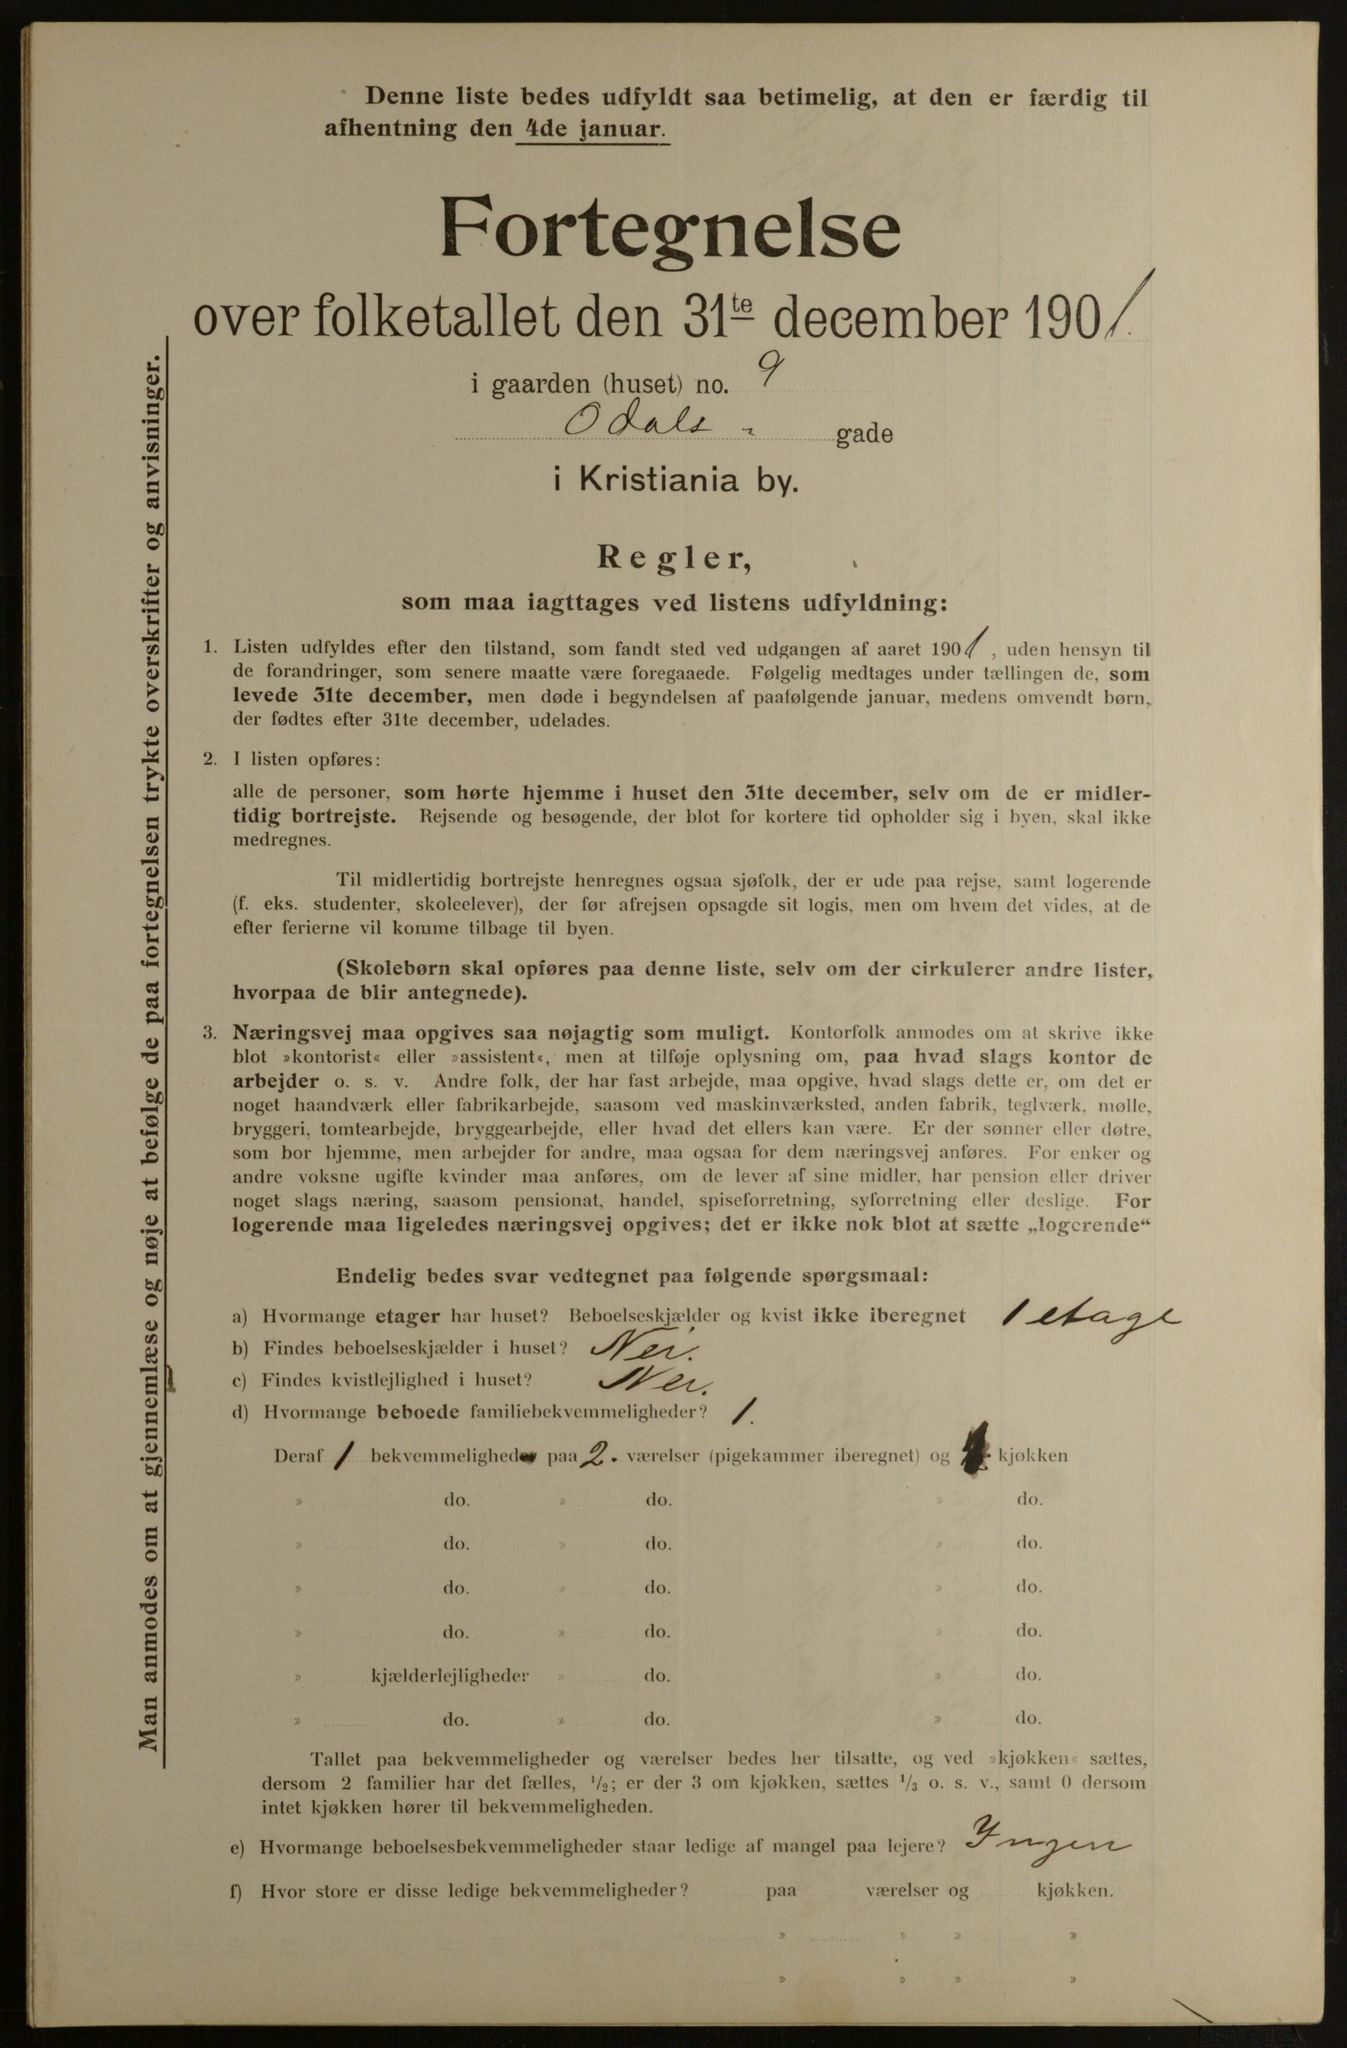 Denne liste bedes udfyldt saa betimelig, at den er færdig til
afhentning den 4de januar.
Fortegnelse
over folketallet den 31te december 1901.
i gaarden (huset) no. 9
Odals - gade
i Kristiania by.
Regler,
som maa iagttages ved listens udfyldning:
1. Listen udfyldes efter den tilstand, som fandt sted ved udgangen af aaret 1901, uden hensyn til
de forandringer, som senere maatte være foregaaede. Følgelig medtages under tællingen de, som
levede 31te december, men døde i begyndelsen af paafølgende januar, medens omvendt børn,
der fødtes efter 31te december, udelades.
2. I listen opføres:
alle de personer, som hørte hjemme i huset den 31te december, selv om de er midler-
tidig bortrejste. Rejsende og besøgende, der blot for kortere tid opholder sig i byen, skal ikke
medregnes.
Til midlertidig bortrejste henregnes ogsaa sjøfolk, der er ude paa rejse, samt logerende
(f. eks. studenter, skoleelever), der før afrejsen opsagde sit logis, men om hvem det vides, at de
efter ferierne vil komme tilbage til byen.
(Skolebørn skal opføres paa denne liste, selv om der cirkulerer andre lister,
hvorpaa de blir antegnede).
3. Næringsvej maa opgives saa nøjagtig som muligt. Kontorfolk anmodes om at skrive ikke
blot »kontorist« eller »assistent«, men at tilføje oplysning om, paa hvad slags kontor de
arbejder o. s. v. Andre folk, der har fast arbejde, maa opgive, hvad slags dette er, om det er
noget haandværk eller fabrikarbejde, saasom ved maskinværksted, anden fabrik, teglværk, mølle,
bryggeri, tomtearbejde, bryggearbejde, eller hvad det ellers kan være. Er der sønner eller døtre,
som bor hjemme, men arbejder for andre, maa ogsaa for dem næringsvej anføres. For enker og
andre voksne ugifte kvinder maa anføres, om de lever af sine midler, har pension eller driver
noget slags næring, saasom pensionat, handel, spiseforretning, syforretning eller deslige. For
logerende maa ligeledes næringsvej opgives; det er ikke nok blot at sætte „logerende“
Endelig bedes svar vedtegnet paa følgende spørgsmaal:
a) Hvormange etager har huset? Beboelseskjælder og kvist ikke iberegnet 1 etage
b) Findes beboelseskjælder i huset? Nei.
c) Findes kvistlejlighed i huset? Nei.
d) Hvormange beboede familiebekvemmeligheder? 1.
Deraf 1 bekvemmelighed paa 2. værelser (pigekammer iberegnet) og 1 kjøkken
» do. » do. » do.
» do. » do. » do.
» do. » do. » do.
» do. » do. » do.
» kjælderlejligheder » do. » do.
» do. » do. » do.
Tallet paa bekvemmeligheder og værelser bedes her tilsatte, og ved »kjøkken« sættes,
dersom 2 familier har det fælles, 1/2; er der 3 om kjøkken, sættes 1/3 o. s. v., samt 0 dersom
intet kjøkken hører til bekvemmeligheden.
e) Hvormange beboelsesbekvemmeligheder staar ledige af mangel paa lejere? Ingen
f) Hvor store er disse ledige bekvemmeligheder? paa værelser og kjøkken.
» » » »
» » » »
Man anmodes om at gjennemlæse og nøje at befølge de paa fortegnelsen trykte overskrifter og anvisninger.